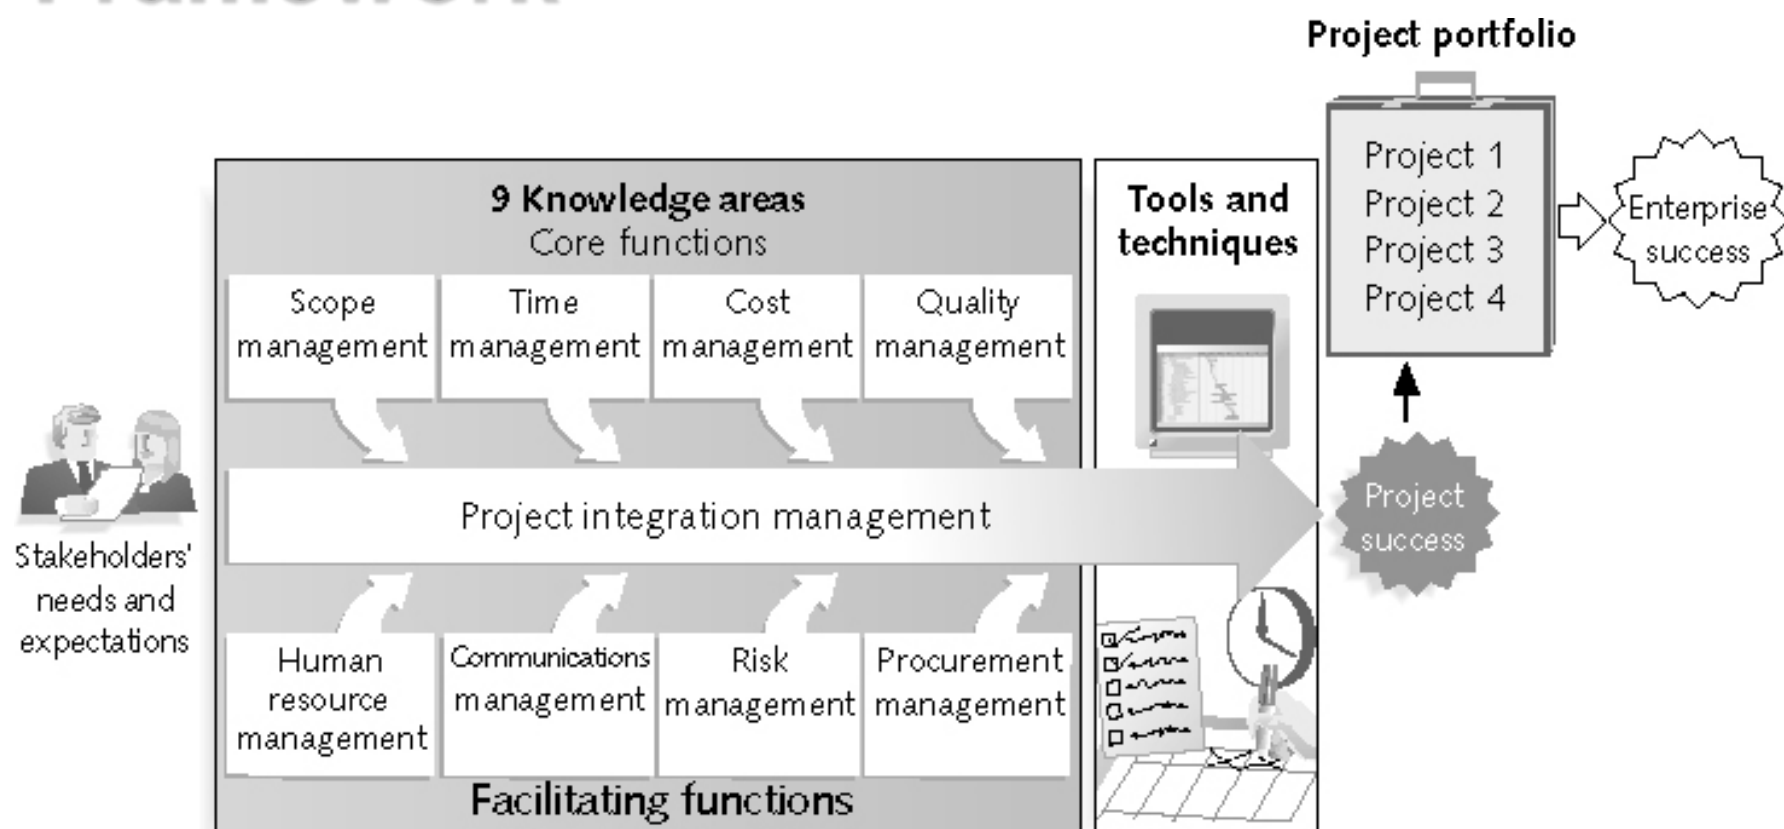 Framework
Project portfolio
Project 1
Project 2
Project 3
Project 4
Enterprise
success
9 Knowledge areas
Core functions
Scope
management
Time
management
Cost
management
Quality
management
Tools and
techniques
Stakeholders'
needs and
expectations
Project integration management
Project
success
Human
resource
management
Communications
management
Risk
management
Procurement
management
Facilitating functions